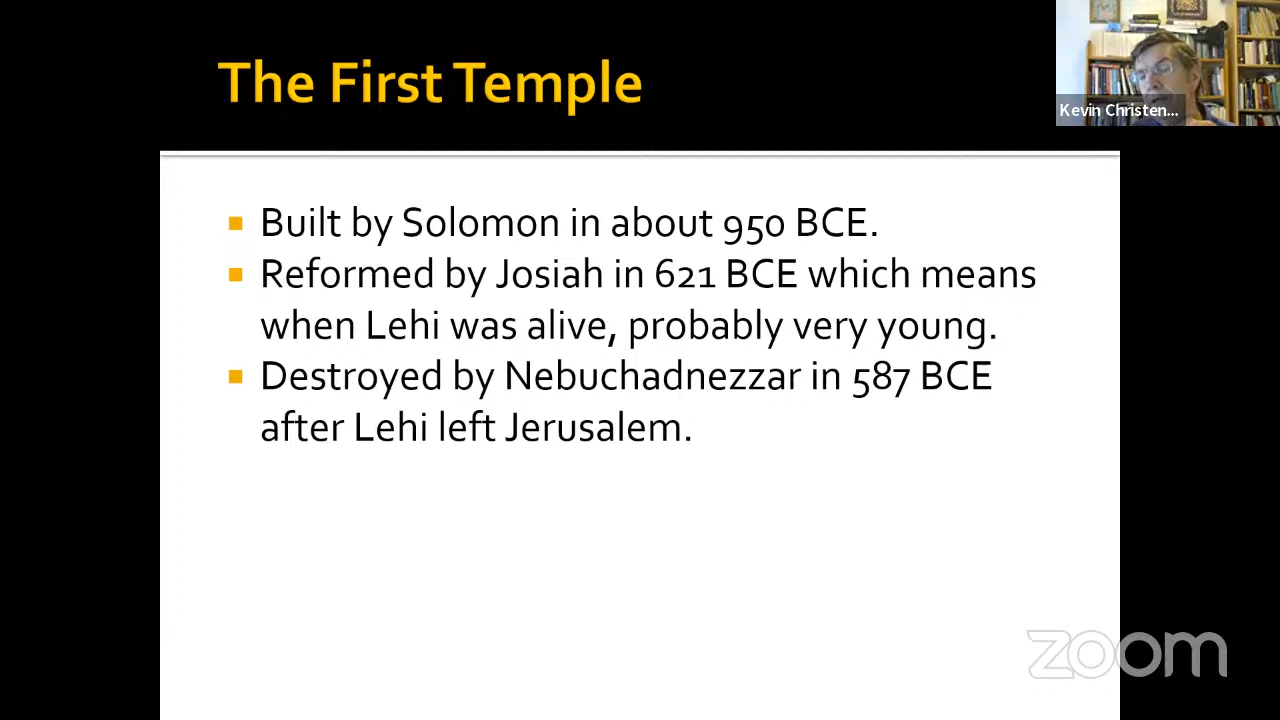 The First Temple
Kevin Christen...
Built by Solomon in about 950 BCE.
Reformed by Josiah in 621 BCE which means
when Lehi was alive, probably very young.
Destroyed by Nebuchadnezzar in 587 BCE
after Lehi left Jerusalem.
zoom